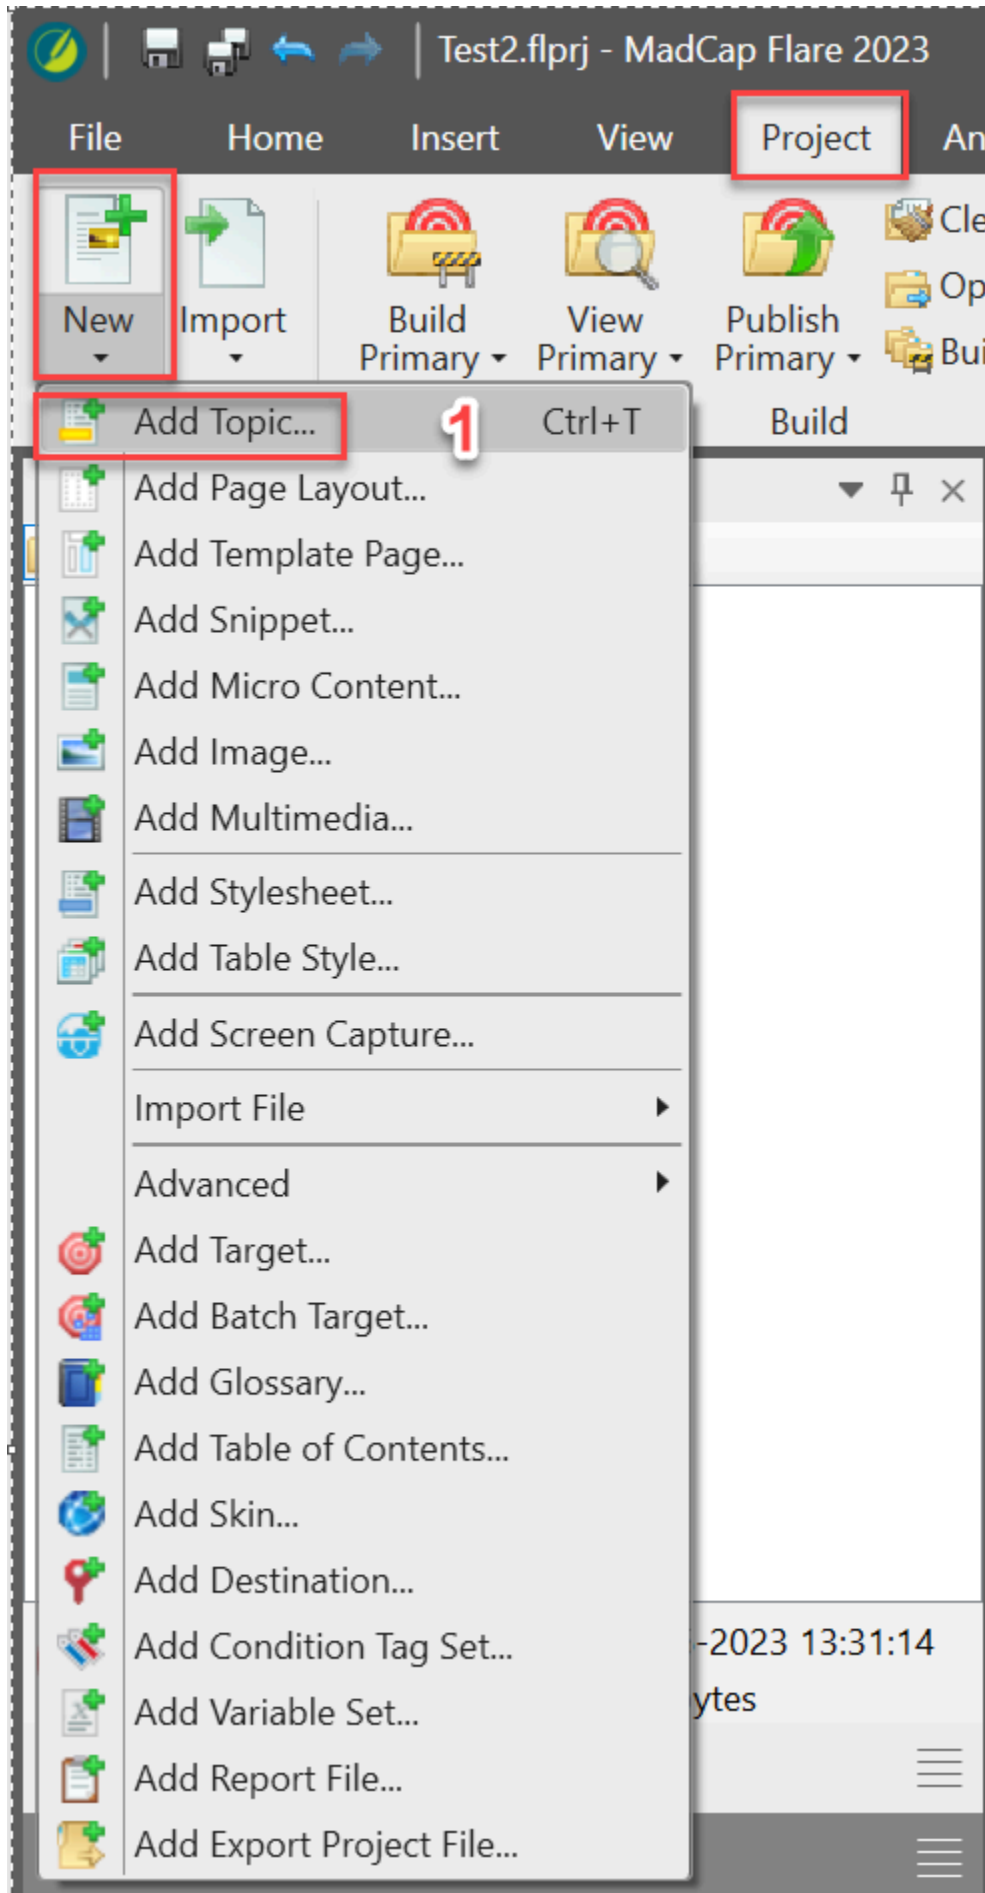 Test2.flprj - MadCap Flare 2023
File Home Insert View Project An
New Import Build Primary View Primary Publish Primary
Cle
Op
Bui
Build
Add Topic... 1 Ctrl+T
Add Page Layout...
Add Template Page...
Add Snippet...
Add Micro Content...
Add Image...
Add Multimedia...
Add Stylesheet...
Add Table Style...
Add Screen Capture...
Import File
Advanced
Add Target...
Add Batch Target...
Add Glossary...
Add Table of Contents...
Add Skin...
Add Destination...
Add Condition Tag Set...
-2023 13:31:14
Add Variable Set...
ytes
Add Report File...
Add Export Project File...